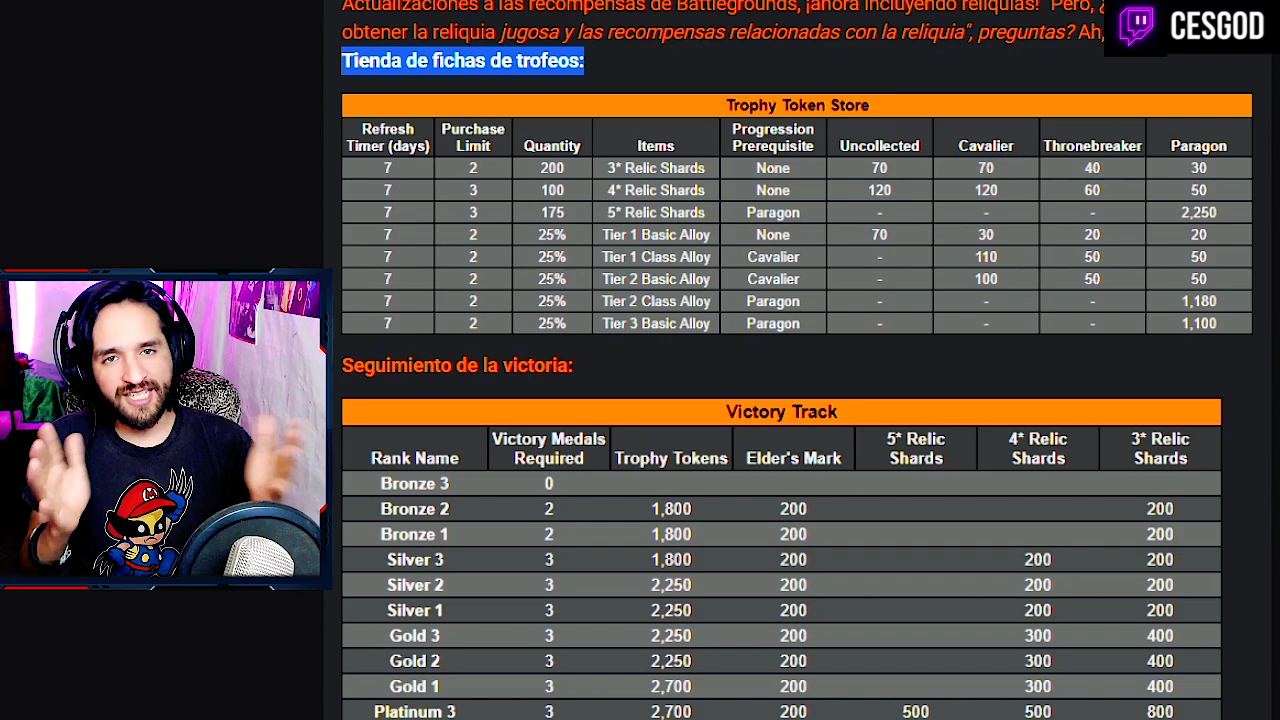 Actualizaciones a las recompensas de Battlegrounds, ¡ahora incluyendo reliquias! "Pero, ¿
obtener la reliquia jugosa y las recompensas relacionadas con la reliquia", preguntas? Ah,
CESGOD
Tienda de fichas de trofeos:
Trophy Token Store
Refresh Timer (days) Purchase Limit Quantity Items Progression Prerequisite Uncollected Cavalier Thronebreaker Paragon
7 2 200 3* Relic Shards None 70 70 40 30
7 3 100 4* Relic Shards None 120 120 60 50
7 3 175 5* Relic Shards Paragon - - - 2,250
7 2 25% Tier 1 Basic Alloy None 70 30 20 20
7 2 25% Tier 1 Class Alloy Cavalier - 110 50 50
7 2 25% Tier 2 Basic Alloy Cavalier - 100 50 50
7 2 25% Tier 2 Class Alloy Paragon - - - 1,180
7 2 25% Tier 3 Basic Alloy Paragon - - - 1,100
Seguimiento de la victoria:
Victory Track
Rank Name Victory Medals Required Trophy Tokens Elder's Mark 5* Relic Shards 4* Relic Shards 3* Relic Shards
Bronze 3 0
Bronze 2 2 1,800 200 200
Bronze 1 2 1,800 200 200
Silver 3 3 1,800 200 200 200
Silver 2 3 2,250 200 200 200
Silver 1 3 2,250 200 200 200
Gold 3 3 2,250 200 300 400
Gold 2 3 2,250 200 300 400
Gold 1 3 2,700 200 300 400
Platinum 3 3 2,700 200 500 500 800